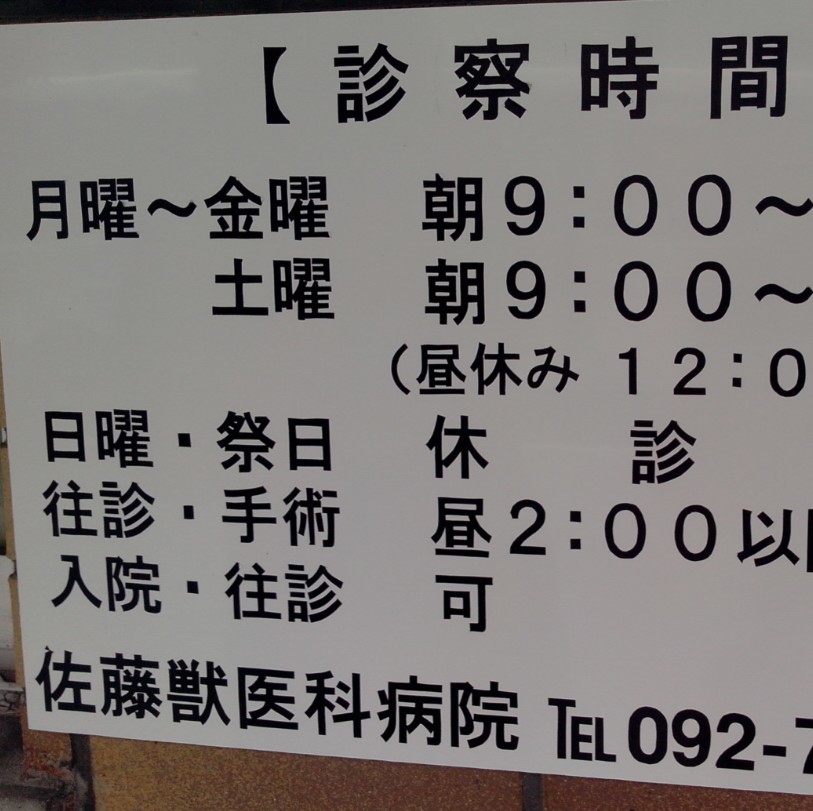 【診察時間
月曜～金曜 朝9:00～
土曜 朝9:00～
（昼休み 12:0
日曜・祭日 休診
往診・手術 昼2:00以
入院・往診 可
佐藤獣医科病院 TEL092-7